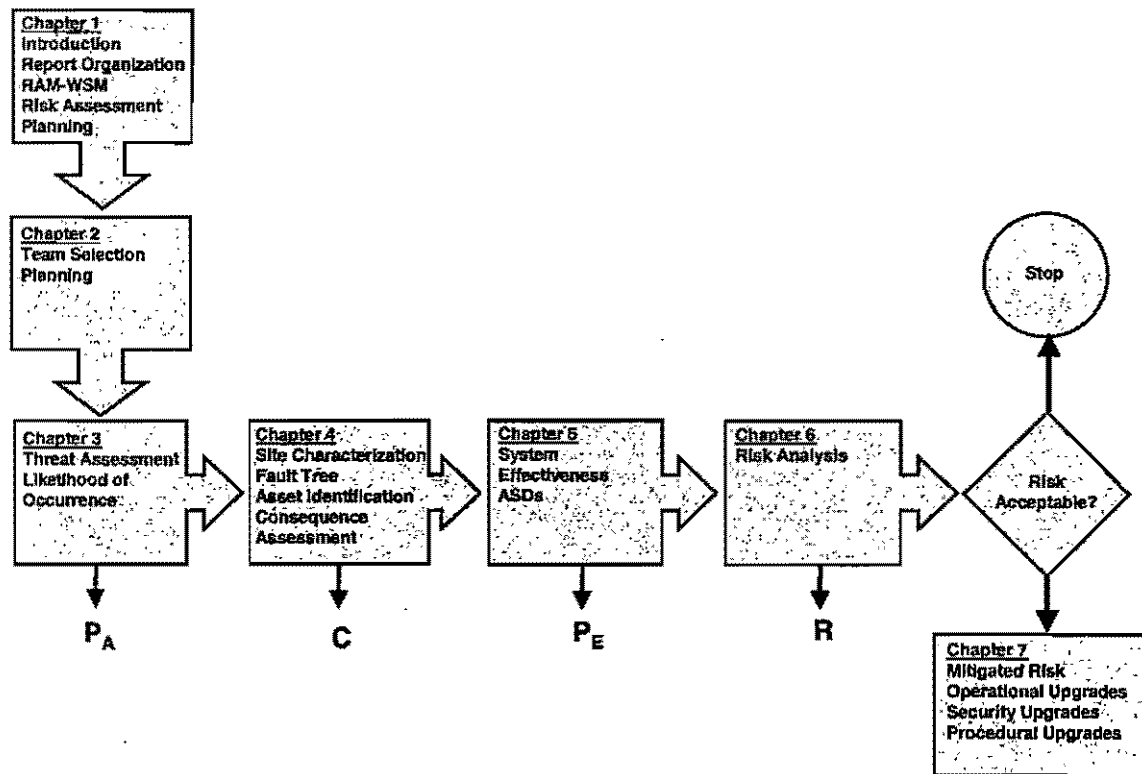 Chapter 1
Introduction
Report Organization
RAM-WSM
Risk Assessment
Planning
Chapter 2
Team Selection
Planning
Chapter 3
Threat Assessment
Likelihood of
Occurrence
Chapter 4
Site Characterization
Fault Tree
Asset Identification
Consequence
Assessment
Chapter 5
System
Effectiveness
ASDs
Chapter 6
Risk Analysis
Risk
Acceptable?
Stop
Chapter 7
Mitigated Risk
Operational Upgrades
Security Upgrades
Procedural Upgrades
P_A
C
P_E
R